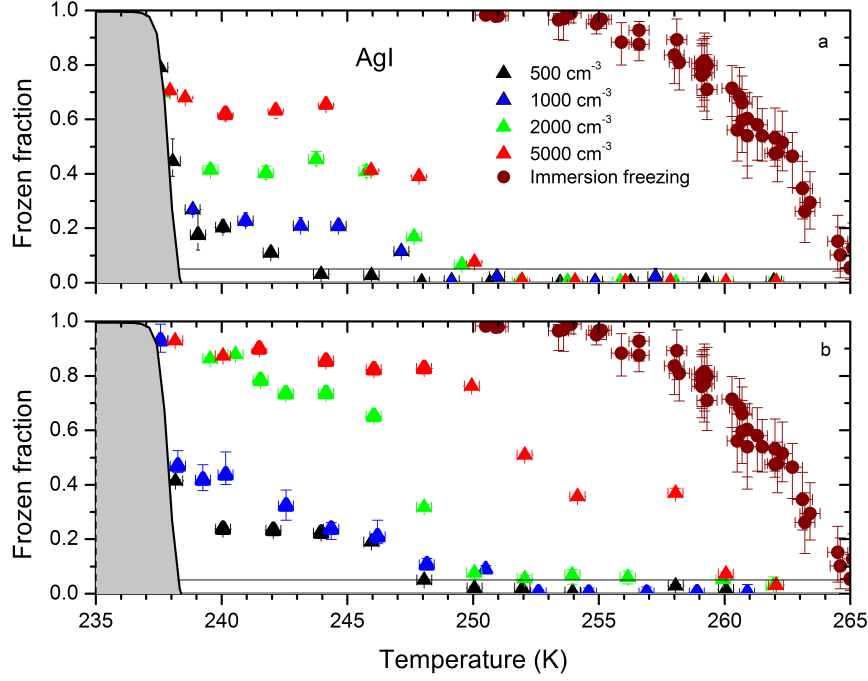 1.0
0.8
0.6
0.4
0.2
0.0
Frozen fraction
AgI
a
500 cm⁻³
1000 cm⁻³
2000 cm⁻³
5000 cm⁻³
Immersion freezing
1.0
0.8
0.6
0.4
0.2
0.0
Frozen fraction
b
235 240 245 250 255 260 265
Temperature (K)